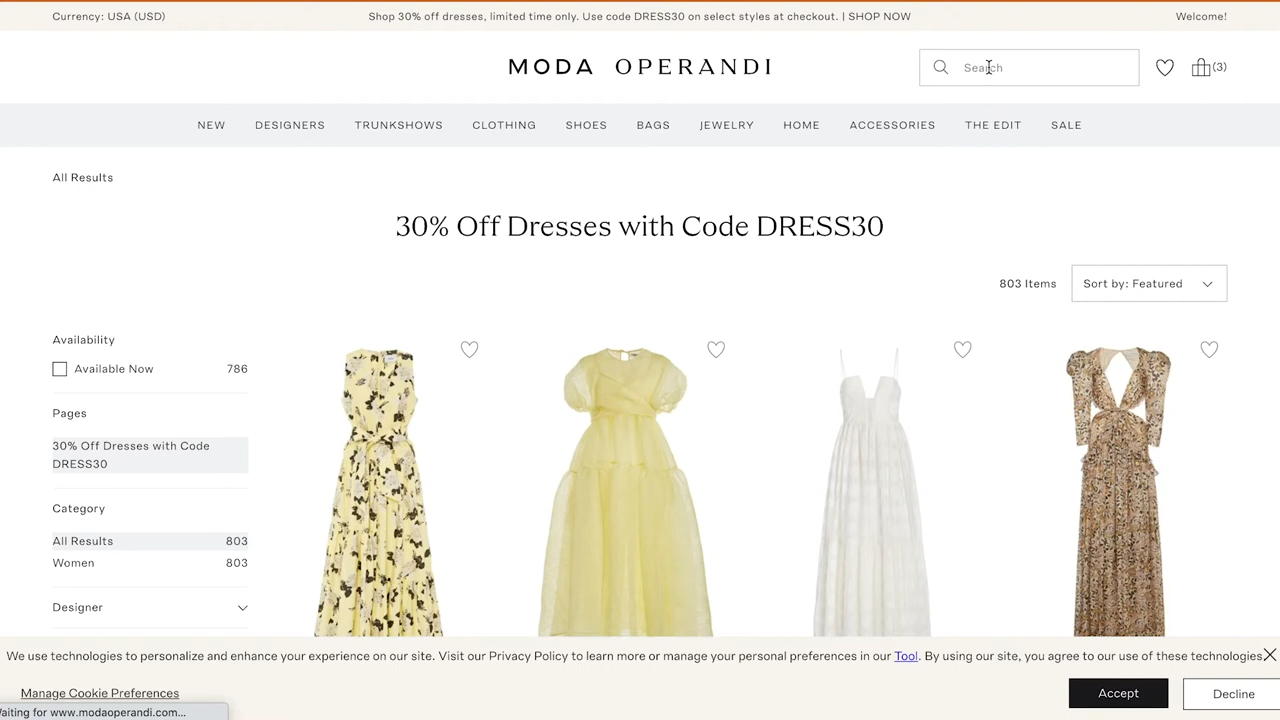 Currency: USA (USD)
Shop 30% off dresses, limited time only. Use code DRESS30 on select styles at checkout. | SHOP NOW
Welcome!
MODA OPERANDI
Search
(3)
NEW DESIGNERS TRUNKSHOWS CLOTHING SHOES BAGS JEWELRY HOME ACCESSORIES THE EDIT SALE
All Results
30% Off Dresses with Code DRESS30
803 Items
Sort by: Featured
Availability
Available Now 786
Pages
30% Off Dresses with Code
DRESS30
Category
All Results 803
Women 803
Designer
We use technologies to personalize and enhance your experience on our site. Visit our Privacy Policy to learn more or manage your personal preferences in our Tool. By using our site, you agree to our use of these technologies.
Manage Cookie Preferences
Accept
Decline
Waiting for www.modaoperandi.com...